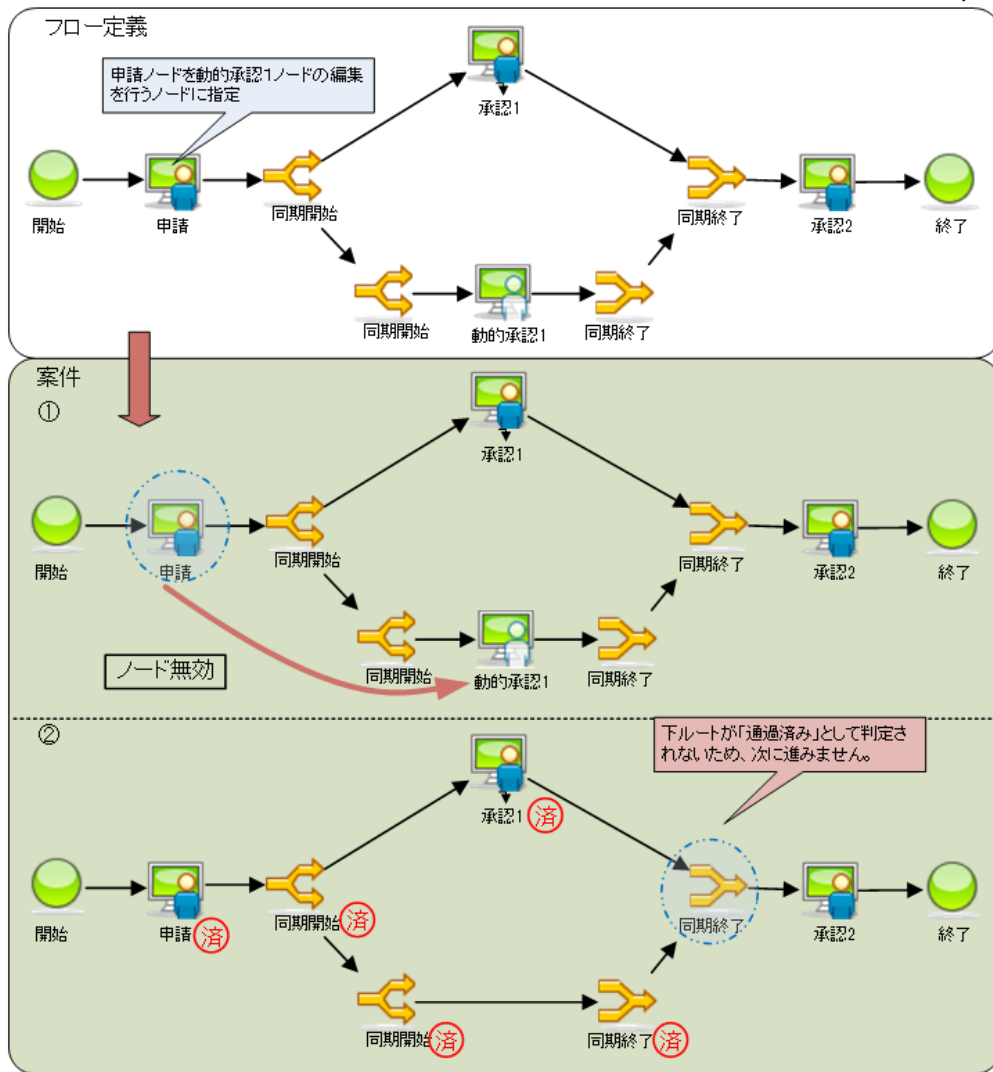 フロー定義
申請ノードを動的承認1ノードの編集
を行うノードに指定
承認1
開始
申請
同期開始
同期終了
承認2
終了
同期開始
動的承認1
同期終了
案件
①
承認1
開始
申請
同期開始
同期終了
承認2
終了
ノード無効
同期開始
動的承認1
同期終了
②
下ルートが「通過済み」として判定さ
れないため、次に進みません。
承認1 済
開始
申請 済
同期開始 済
同期終了
承認2
終了
同期開始 済
同期終了 済